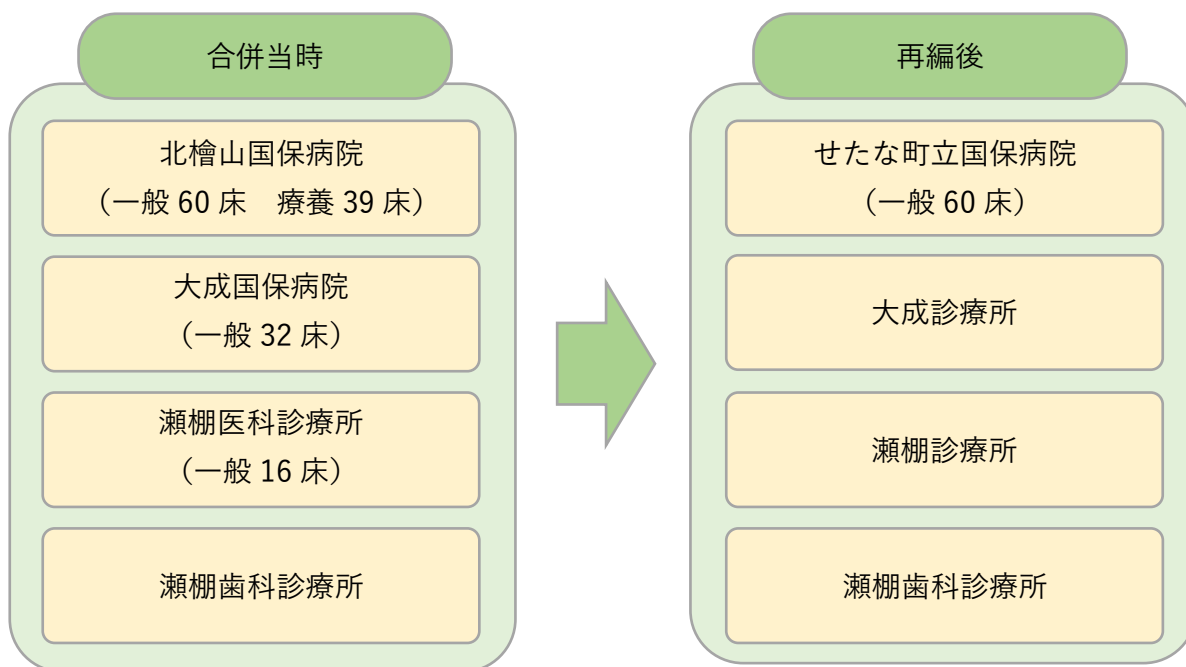 合併当時
北檜山国保病院
（一般 60 床　療養 39 床）
大成国保病院
（一般 32 床）
瀬棚医科診療所
（一般 16 床）
瀬棚歯科診療所
再編後
せたな町立国保病院
（一般 60 床）
大成診療所
瀬棚診療所
瀬棚歯科診療所